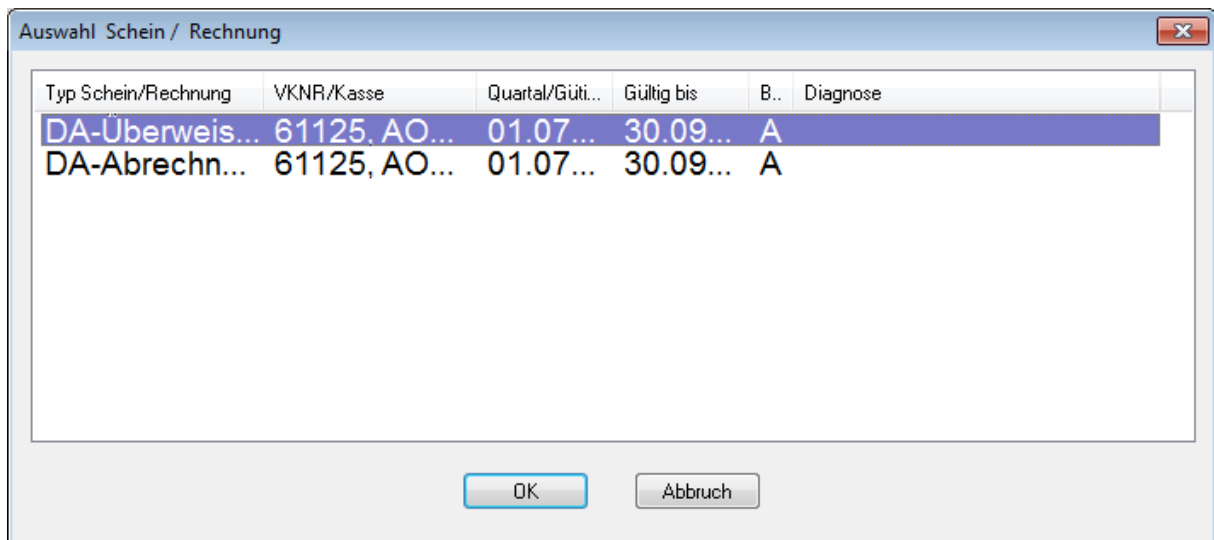 Auswahl Schein / Rechnung
Typ Schein/Rechnung VKNR/Kasse Quartal/Güti... Gültig bis B.. Diagnose
DA-Überweis... 61125, AO... 01.07... 30.09... A
DA-Abrechn... 61125, AO... 01.07... 30.09... A
OK Abbruch